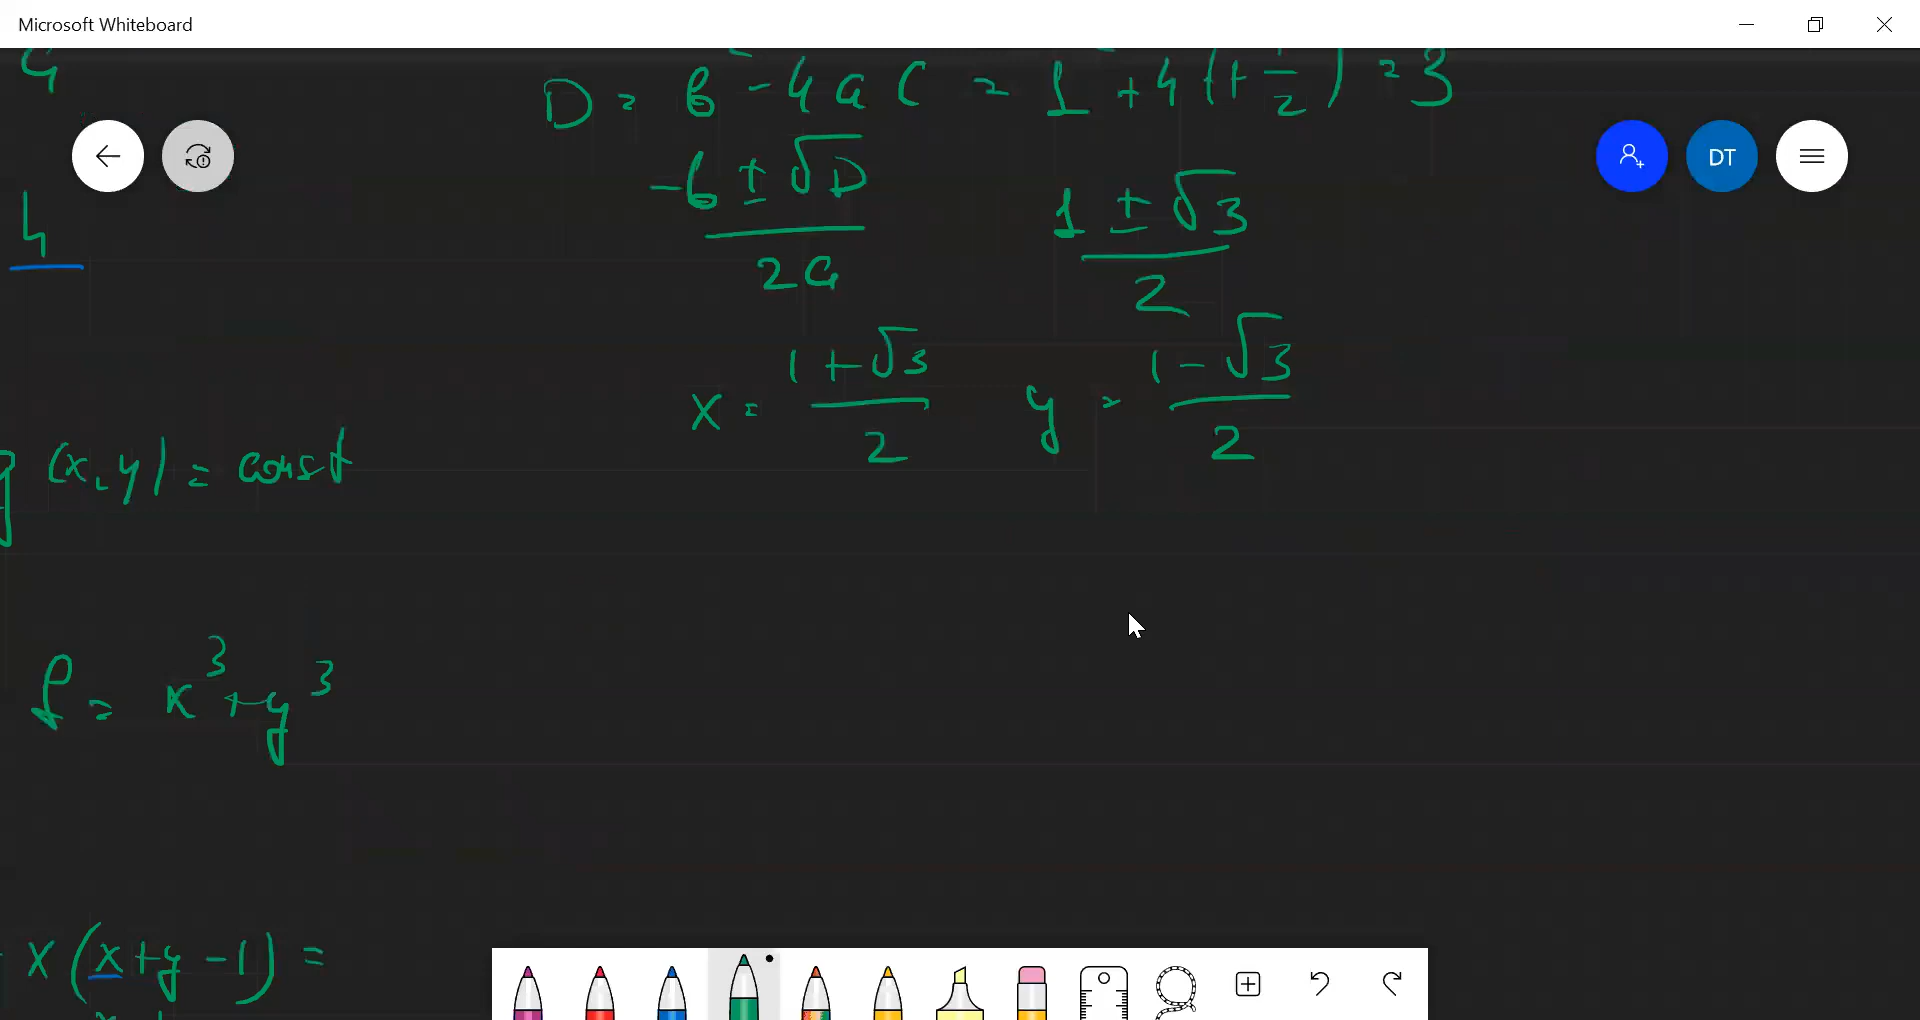 Microsoft Whiteboard
D = b² - 4ac = 1 + 4(+1/2) = 3
DT
(-b ± √D)/2a
(1 ± √3)/2
4
x = (1 + √3)/2 y = (1 - √3)/2
g(x, y) = const
f = x³ + y³
x(x + y - 1) =